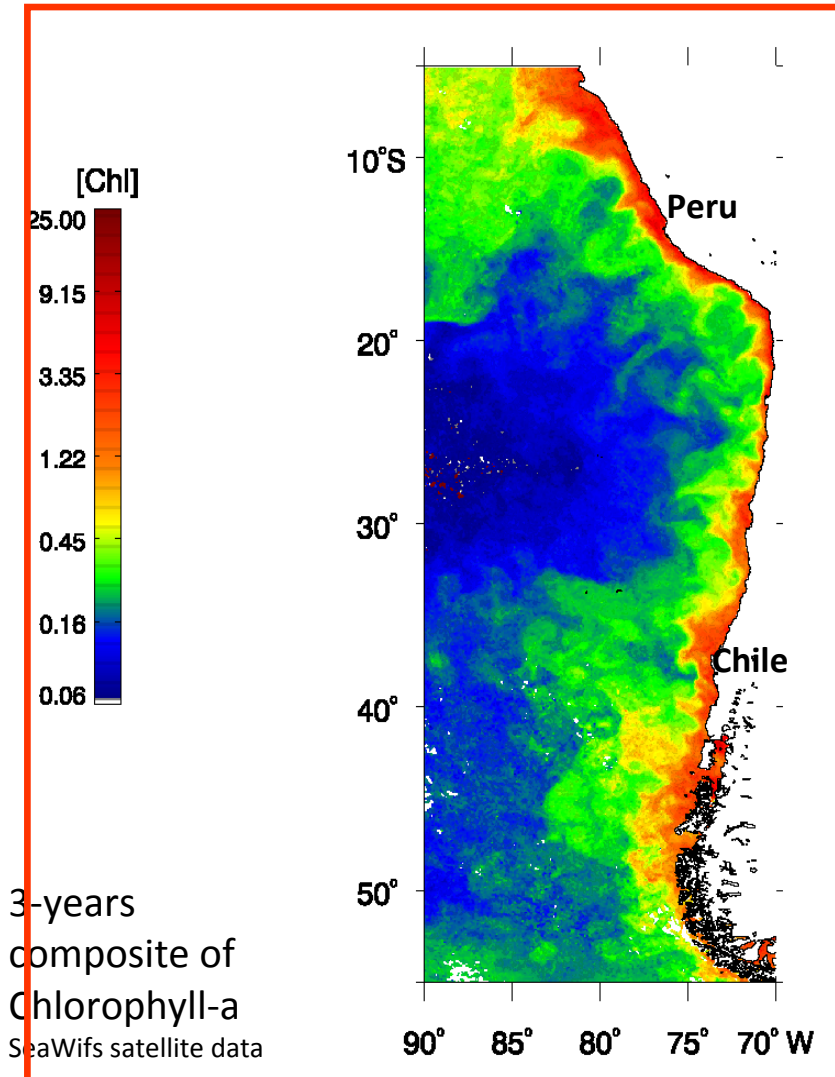 10°S
[Chl]
Peru
25.00
9.15
20°
3.35
1.22
30°
0.45
0.16
Chile
0.06
40°
50°
3-years
composite of
Chlorophyll-a
SeaWifs satellite data
90° 85° 80° 75° 70° W